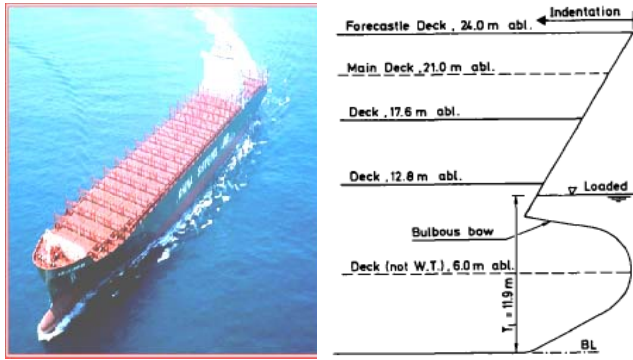 Indentation
Forecastle Deck , 24.0 m abl.
Main Deck , 21.0 m abl.
Deck , 17.6 m abl.
Deck , 12.8 m abl.
Loaded
Bulbous bow
Deck (not W.T.) , 6.0 m abl.
T_L = 11.9 m
BL